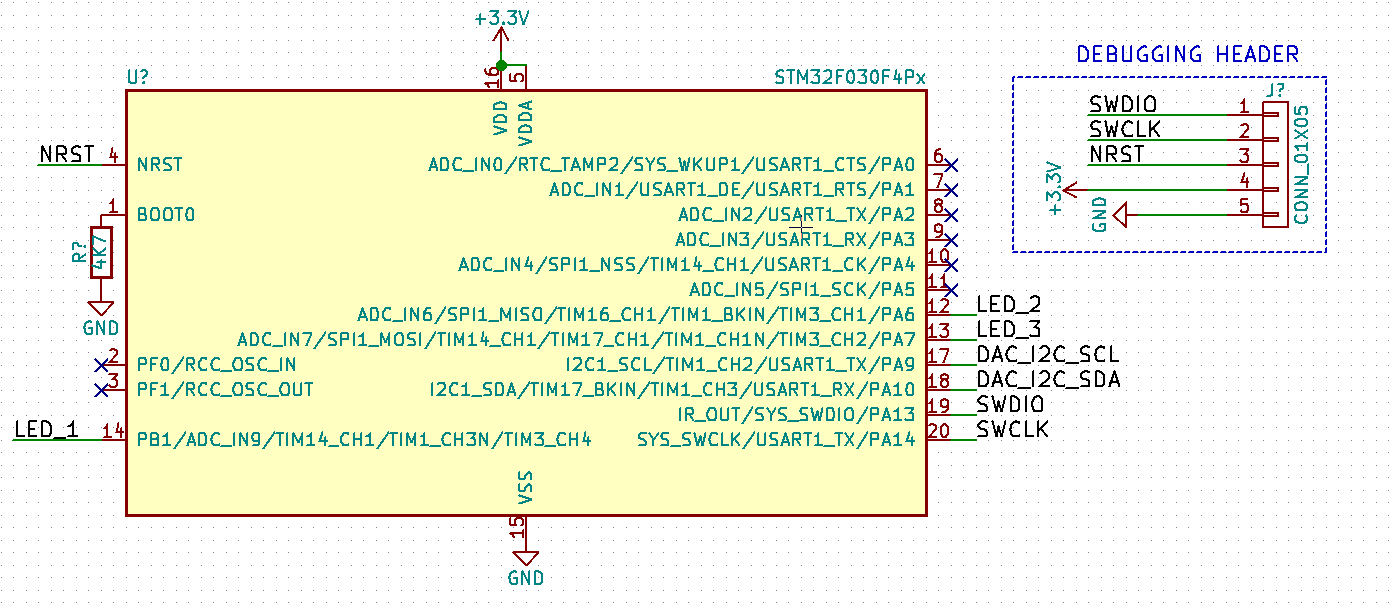 +3.3V
U?
STM32F030F4Px
16
5
VDD
VDDA
NRST
4
NRST
1
BOOT0
R?
4K7
GND
2
PF0/RCC_OSC_IN
3
PF1/RCC_OSC_OUT
LED_1
14
PB1/ADC_IN9/TIM14_CH1/TIM1_CH3N/TIM3_CH4
ADC_IN0/RTC_TAMP2/SYS_WKUP1/USART1_CTS/PA0
6
ADC_IN1/USART1_DE/USART1_RTS/PA1
7
ADC_IN2/USART1_TX/PA2
8
ADC_IN3/USART1_RX/PA3
9
ADC_IN4/SPI1_NSS/TIM14_CH1/USART1_CK/PA4
10
ADC_IN5/SPI1_SCK/PA5
11
ADC_IN6/SPI1_MISO/TIM16_CH1/TIM1_BKIN/TIM3_CH1/PA6
12
LED_2
ADC_IN7/SPI1_MOSI/TIM14_CH1/TIM17_CH1/TIM1_CH1N/TIM3_CH2/PA7
13
LED_3
I2C1_SCL/TIM1_CH2/USART1_TX/PA9
17
DAC_I2C_SCL
I2C1_SDA/TIM17_BKIN/TIM1_CH3/USART1_RX/PA10
18
DAC_I2C_SDA
IR_OUT/SYS_SWDIO/PA13
19
SWDIO
SYS_SWCLK/USART1_TX/PA14
20
SWCLK
VSS
15
GND
DEBUGGING HEADER
J?
SWDIO
1
SWCLK
2
NRST
3
+3.3V
4
GND
5
CONN_01X05